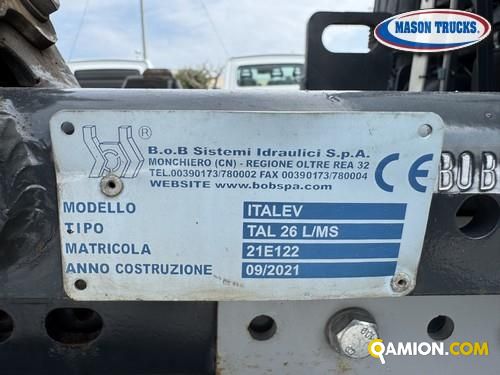 MASON TRUCKS.
®
B.o.B Sistemi Idraulici S.p.A.
MONCHIERO (CN) - REGIONE OLTRE REA 32
TEL.00390173/780002 FAX 00390173/780004
WEBSITE www.bobspa.com
CE
BOB
MODELLO ITALEV
TIPO TAL 26 L/MS
MATRICOLA 21E122
ANNO COSTRUZIONE 09/2021
QAMION.COM®